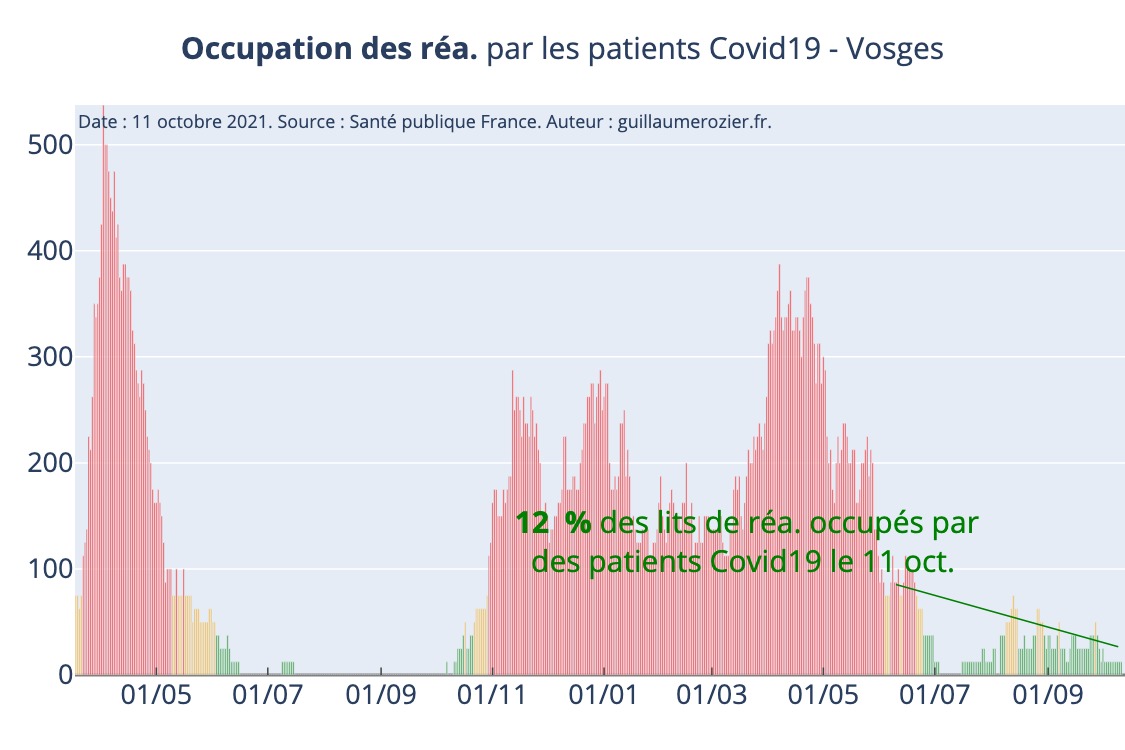 Occupation des réa. par les patients Covid19 - Vosges
Date : 11 octobre 2021. Source : Santé publique France. Auteur : guillaumerozier.fr.
500
400
300
200
12 % des lits de réa. occupés par
des patients Covid19 le 11 oct.
100
0
01/05 01/07 01/09 01/11 01/01 01/03 01/05 01/07 01/09